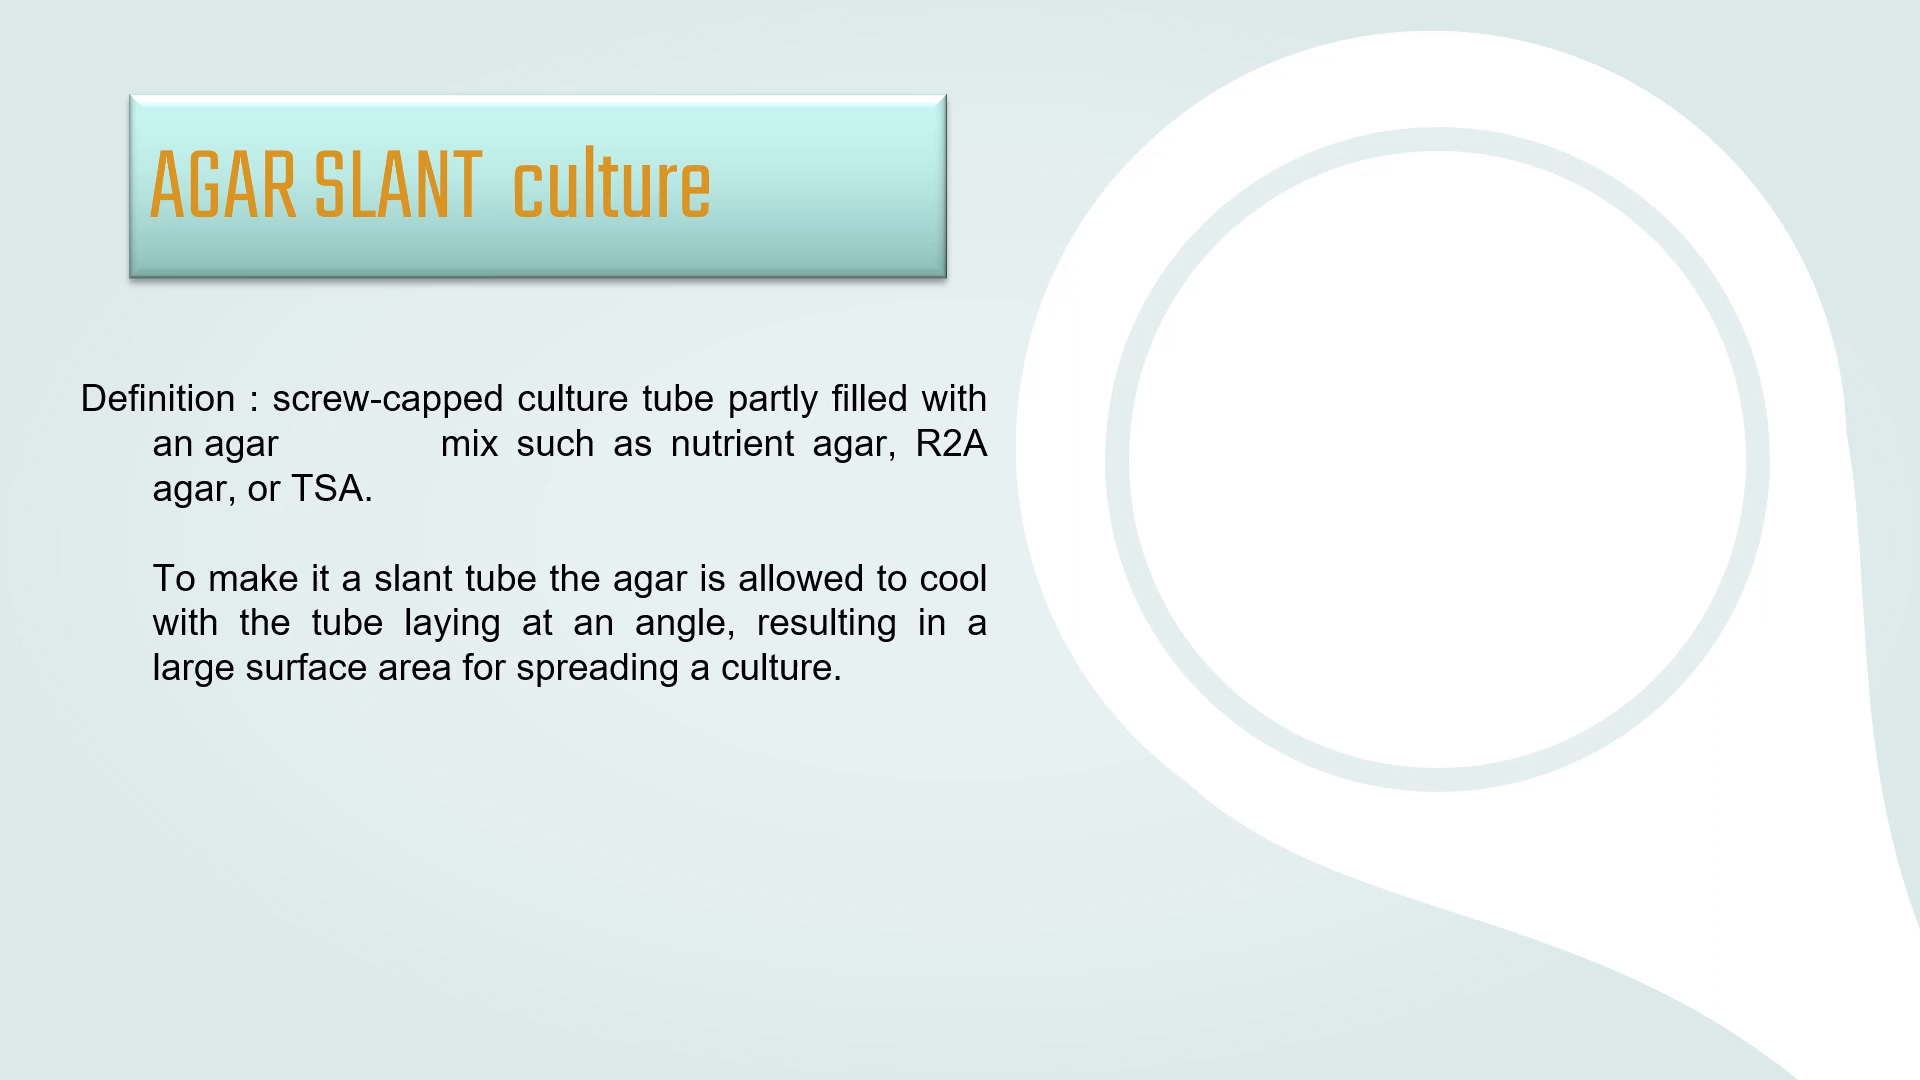 AGAR SLANT culture
Definition : screw-capped culture tube partly filled with
an agar mix such as nutrient agar, R2A
agar, or TSA.
To make it a slant tube the agar is allowed to cool
with the tube laying at an angle, resulting in a
large surface area for spreading a culture.